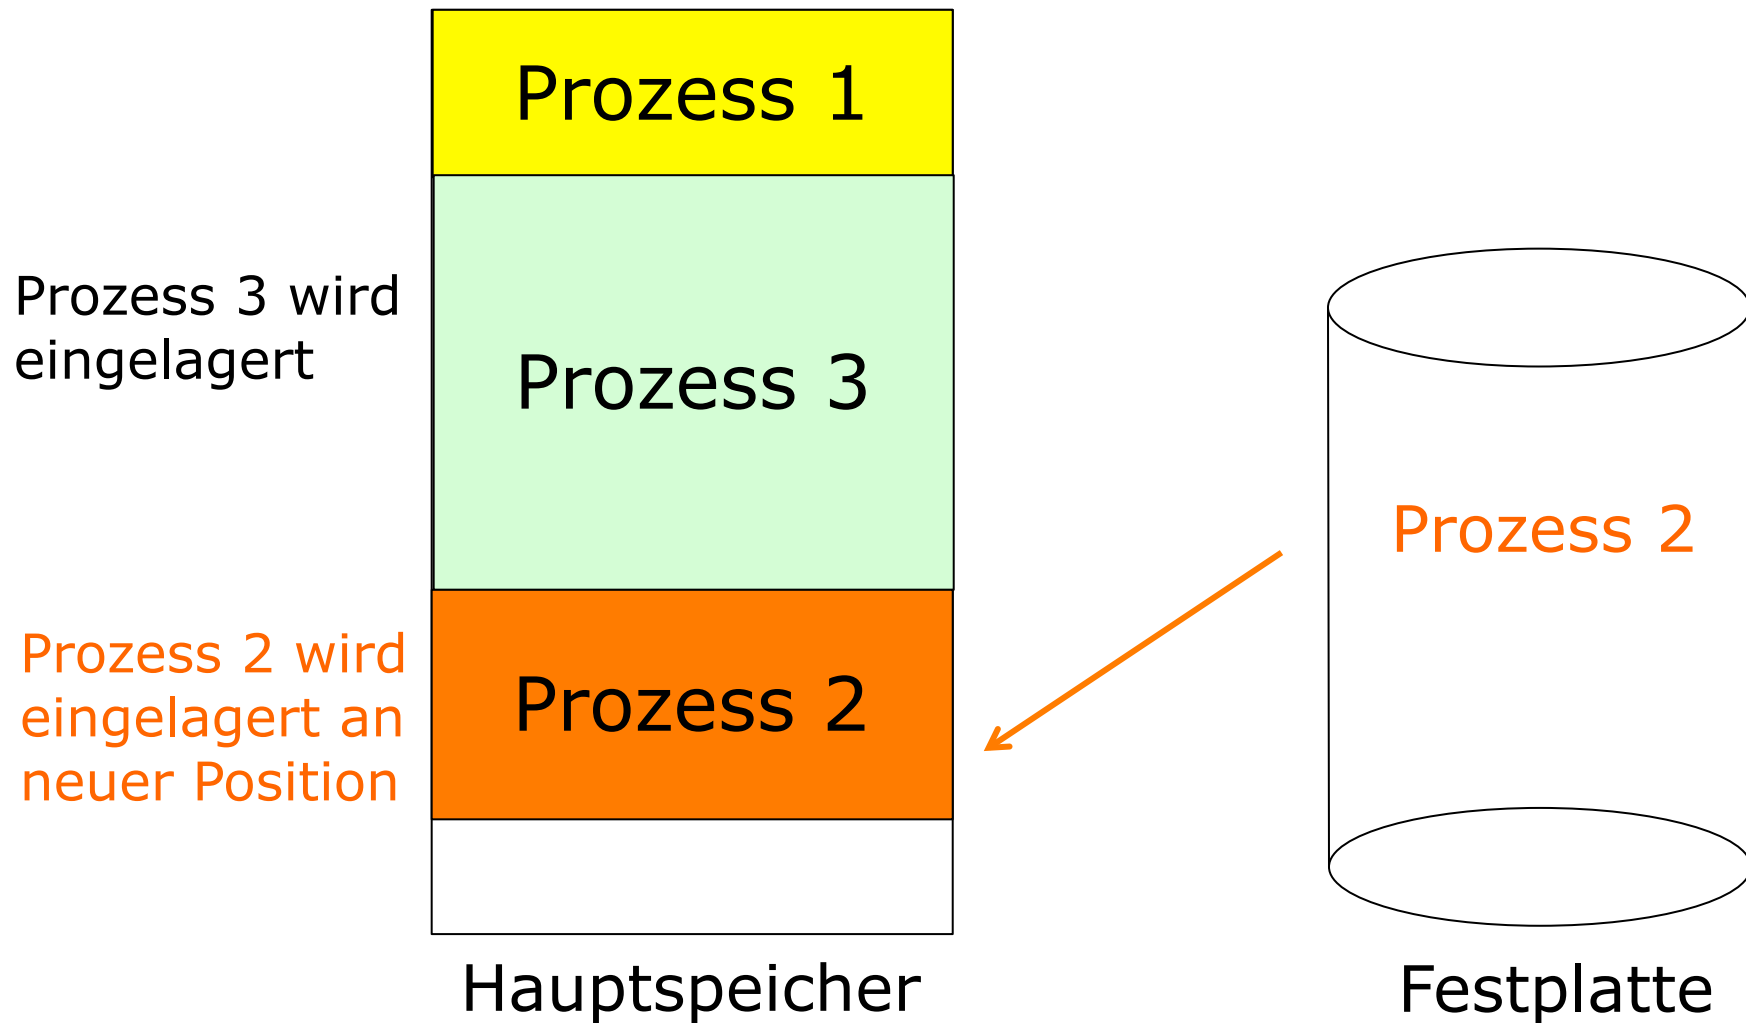 Prozess 1
Prozess 3 wird
eingelagert
Prozess 3
Prozess 2
Prozess 2 wird
eingelagert an
neuer Position
Prozess 2
Hauptspeicher
Festplatte